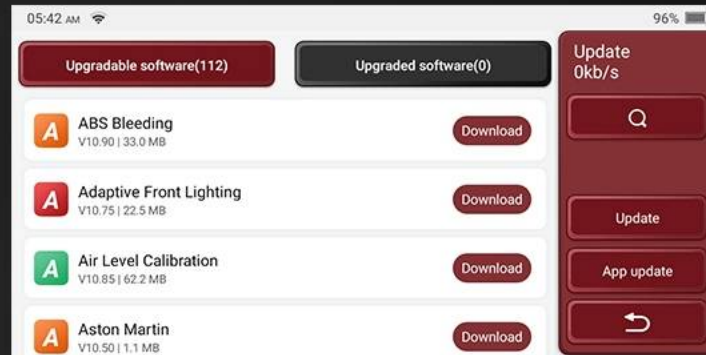 05:42 AM
96%
Upgradable software(112)
Upgraded software(0)
Update
0kb/s
A
ABS Bleeding
V10.90 | 33.0 MB
Download
A
Adaptive Front Lighting
V10.75 | 22.5 MB
Download
Update
A
Air Level Calibration
V10.85 | 62.2 MB
Download
App update
A
Aston Martin
V10.50 | 1.1 MB
Download